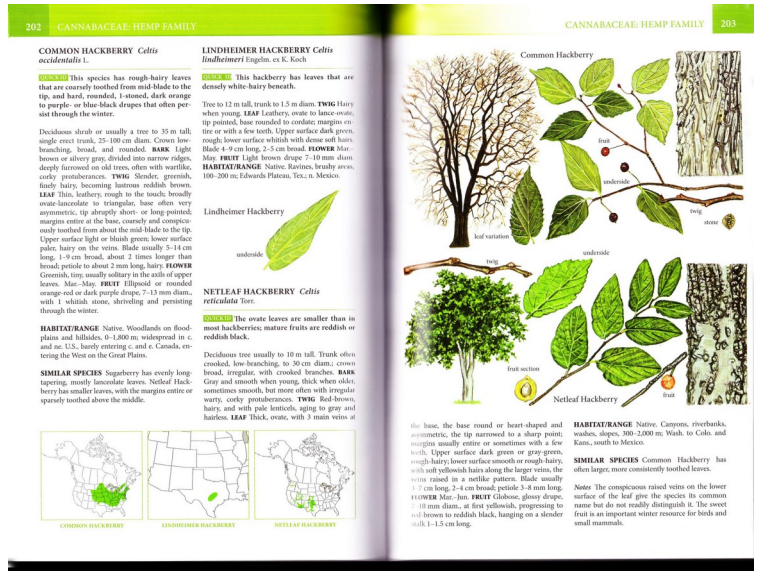 202 CANNABACEAE: HEMP FAMILY
COMMON HACKBERRY Celtis
occidentalis L.
QUICK ID This species has rough-hairy leaves
that are coarsely toothed from mid-blade to the
tip, and hard, rounded, 1-stoned, dark orange
to purple- or blue-black drupes that often per-
sist through the winter.
Deciduous shrub or usually a tree to 35 m tall;
single erect trunk, 25–100 cm diam. Crown low-
branching, broad, and rounded. BARK Light
brown or silvery gray, divided into narrow ridges,
deeply furrowed on old trees, often with wartlike,
corky protuberances. TWIG Slender, greenish,
finely hairy, becoming lustrous reddish brown.
LEAF Thin, leathery, rough to the touch; broadly
ovate-lanceolate to triangular, base often very
asymmetric, tip abruptly short- or long-pointed;
margins entire at the base, coarsely and conspicu-
ously toothed from about the mid-blade to the tip.
Upper surface light or bluish green; lower surface
paler, hairy on the veins. Blade usually 5–14 cm
long, 1–9 cm broad, about 2 times longer than
broad; petiole to about 2 mm long, hairy. FLOWER
Greenish, tiny, usually solitary in the axils of upper
leaves. Mar.–May. FRUIT Ellipsoid or rounded
orange-red or dark purple drupe, 7–13 mm diam.,
with 1 whitish stone, shriveling and persisting
through the winter.
HABITAT/RANGE Native. Woodlands on flood-
plains and hillsides, 0–1,800 m; widespread in c.
and ne. U.S., barely entering c. and e. Canada, en-
tering the West on the Great Plains.
SIMILAR SPECIES Sugarberry has evenly long-
tapering, mostly lanceolate leaves. Netleaf Hack-
berry has smaller leaves, with the margins entire or
sparsely toothed above the middle.
LINDHEIMER HACKBERRY Celtis
lindheimeri Engelm. ex K. Koch
QUICK ID This hackberry has leaves that are
densely white-hairy beneath.
Tree to 12 m tall, trunk to 1.5 m diam. TWIG Hairy
when young. LEAF Leathery, ovate to lance-ovate,
tip pointed, base rounded to cordate; margins en-
tire or with a few teeth. Upper surface dark green,
rough; lower surface whitish with dense soft hairs.
Blade 4–9 cm long, 2–5 cm broad. FLOWER Mar.–
May. FRUIT Light brown drupe 7–10 mm diam.
HABITAT/RANGE Native. Ravines, brushy areas,
100–200 m; Edwards Plateau, Tex.; n. Mexico.
Lindheimer Hackberry
underside
NETLEAF HACKBERRY Celtis
reticulata Torr.
QUICK ID The ovate leaves are smaller than in
most hackberries; mature fruits are reddish or
reddish black.
Deciduous tree usually to 10 m tall. Trunk often
crooked, low-branching, to 30 cm diam.; crown
broad, irregular, with crooked branches. BARK
Gray and smooth when young, thick when older,
sometimes smooth, but more often with irregular
warty, corky protuberances. TWIG Red-brown,
hairy, and with pale lenticels, aging to gray and
hairless. LEAF Thick, ovate, with 3 main veins at
COMMON HACKBERRY
LINDHEIMER HACKBERRY
NETLEAF HACKBERRY
CANNABACEAE: HEMP FAMILY 203
Common Hackberry
fruit
underside
twig
stone
leaf variation
twig
underside
fruit section
fruit
Netleaf Hackberry
the base, the base round or heart-shaped and
asymmetric, the tip narrowed to a sharp point;
margins usually entire or sometimes with a few
teeth. Upper surface dark green or gray-green,
rough-hairy; lower surface smooth or rough-hairy,
with soft yellowish hairs along the larger veins, the
veins raised in a netlike pattern. Blade usually
7 cm long, 2–4 cm broad; petiole 3–8 mm long.
FLOWER Mar.–Jun. FRUIT Globose, glossy drupe,
10 mm diam., at first yellowish, progressing to
red-brown to reddish black, hanging on a slender
stalk 1–1.5 cm long.
HABITAT/RANGE Native. Canyons, riverbanks,
washes, slopes, 300–2,000 m; Wash. to Colo. and
Kans., south to Mexico.
SIMILAR SPECIES Common Hackberry has
often larger, more consistently toothed leaves.
Notes The conspicuous raised veins on the lower
surface of the leaf give the species its common
name but do not readily distinguish it. The sweet
fruit is an important winter resource for birds and
small mammals.